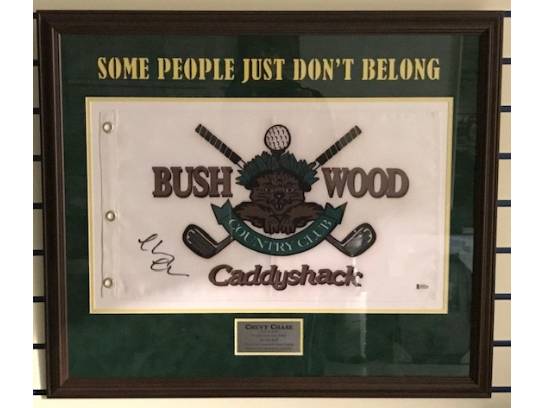 SOME PEOPLE JUST DON'T BELONG
BUSH WOOD
COUNTRY CLUB
Caddyshack
CHEVY CHASE